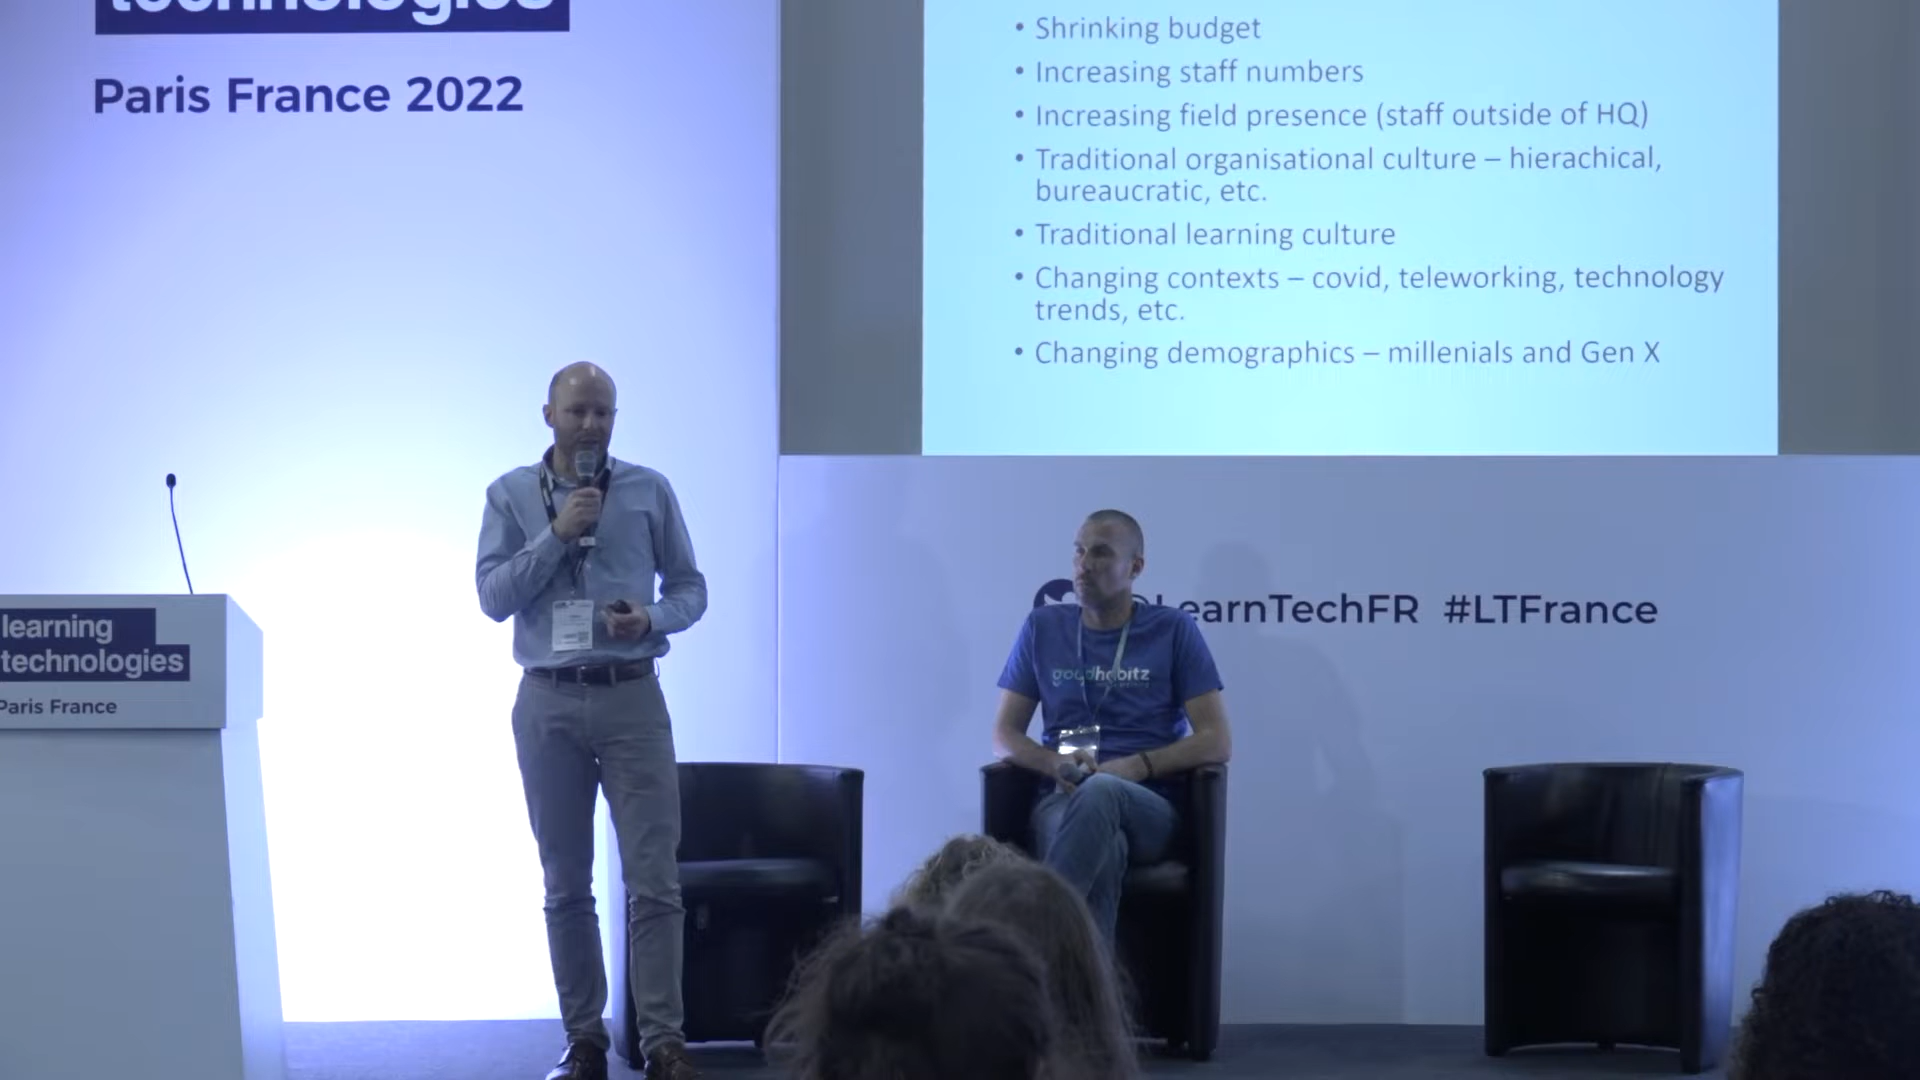 technologies
Paris France 2022
• Shrinking budget
• Increasing staff numbers
• Increasing field presence (staff outside of HQ)
• Traditional organisational culture – hierachical,
bureaucratic, etc.
• Traditional learning culture
• Changing contexts – covid, teleworking, technology
trends, etc.
• Changing demographics – millenials and Gen X
@LearnTechFR #LTFrance
goodhabitz
learning
technologies
Paris France